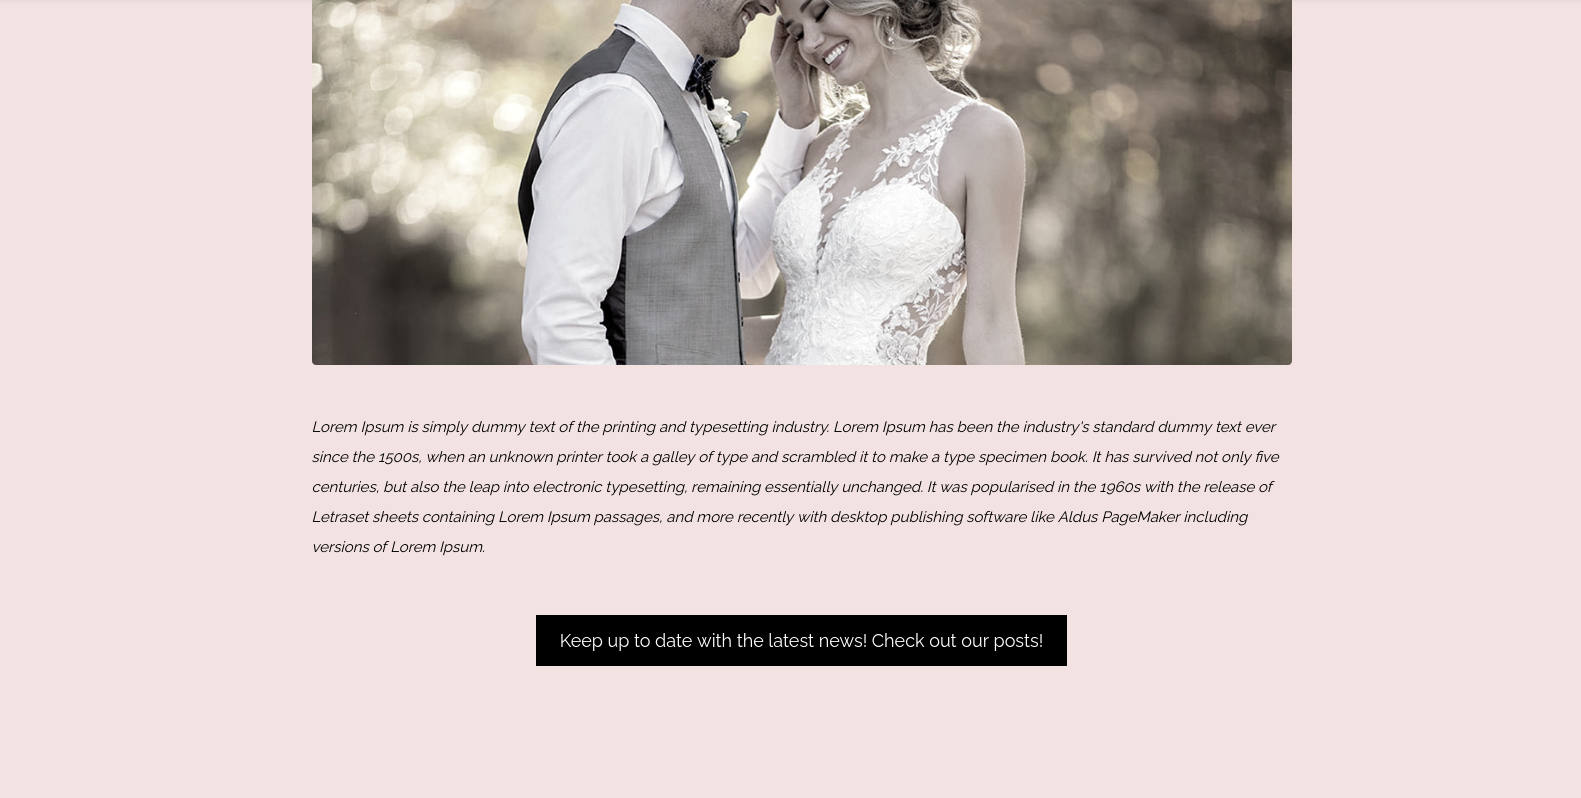 Lorem Ipsum is simply dummy text of the printing and typesetting industry. Lorem Ipsum has been the industry's standard dummy text ever
since the 1500s, when an unknown printer took a galley of type and scrambled it to make a type specimen book. It has survived not only five
centuries, but also the leap into electronic typesetting, remaining essentially unchanged. It was popularised in the 1960s with the release of
Letraset sheets containing Lorem Ipsum passages, and more recently with desktop publishing software like Aldus PageMaker including
versions of Lorem Ipsum.
Keep up to date with the latest news! Check out our posts!